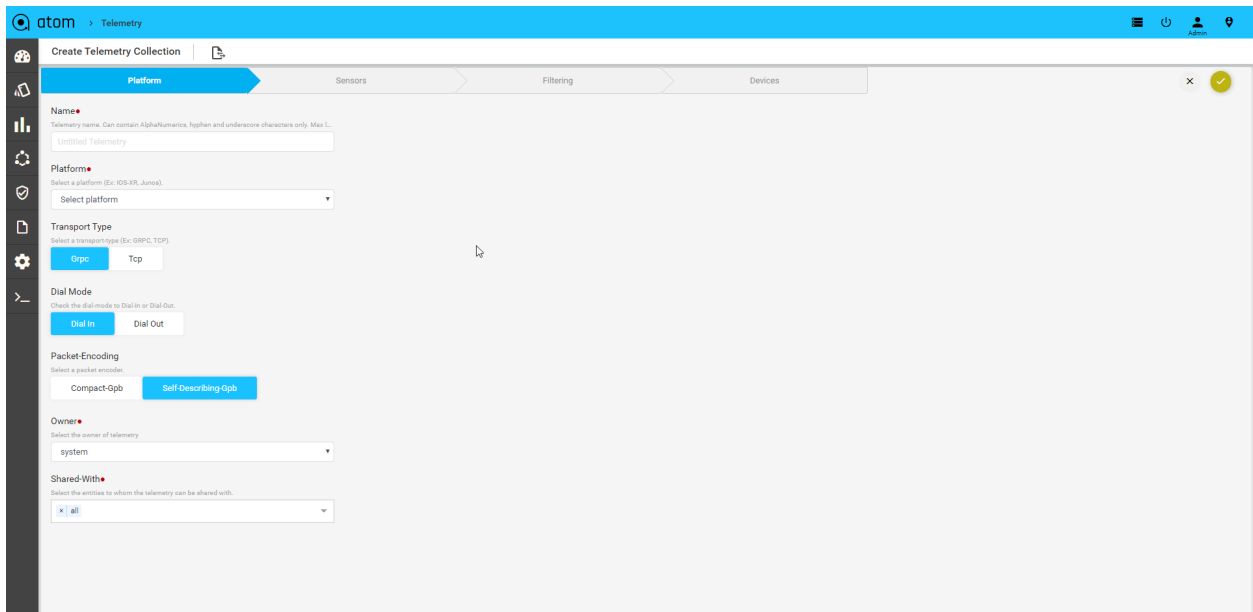 atom > Telemetry
Admin
Create Telemetry Collection
Platform
Sensors
Filtering
Devices
Name
Telemetry name. Can contain AlphaNumerics, hyphen and underscore characters only. Max l...
Untitled Telemetry
Platform
Select a platform (Ex: IOS-XR, Junos).
Select platform
Transport Type
Select a transport-type (Ex: GRPC, TCP).
Grpc
Tcp
Dial Mode
Check the dial-mode to Dial-In or Dial-Out.
Dial In
Dial Out
Packet-Encoding
Select a packet encoder.
Compact-Gpb
Self-Describing-Gpb
Owner
Select the owner of telemetry
system
Shared-With
Select the entities to whom the telemetry can be shared with.
× all